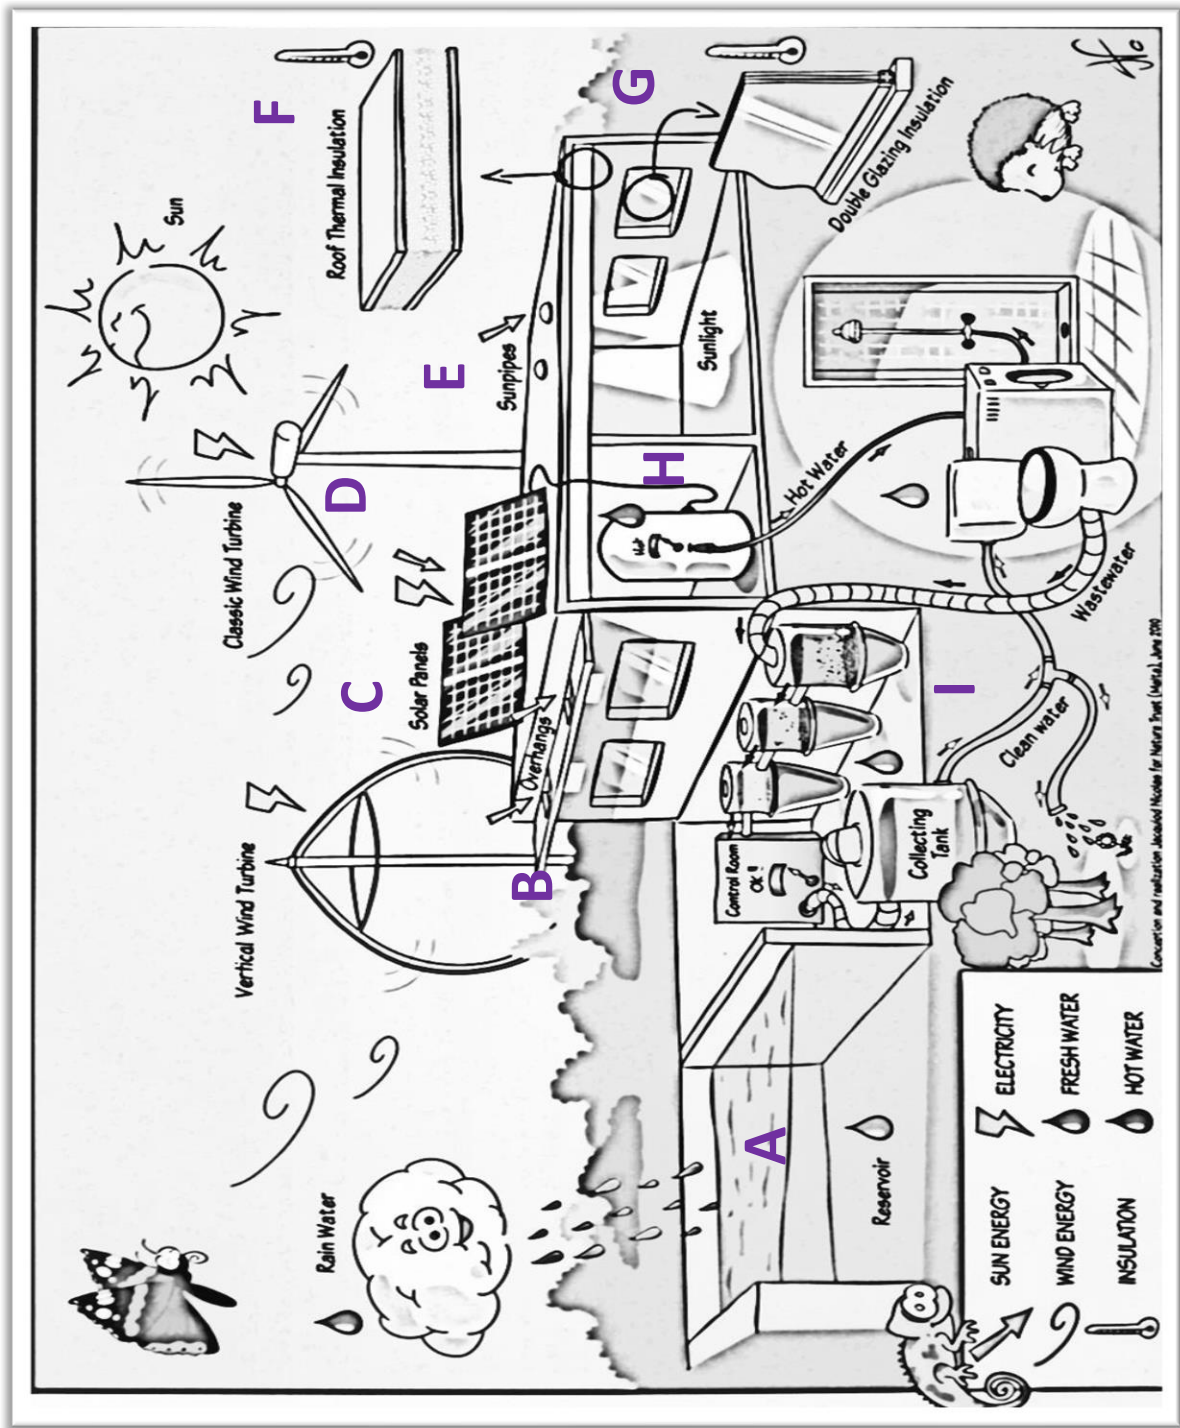 Rain Water
Vertical Wind Turbine
Classic Wind Turbine
Sun
F
D
C
Solar Panels
E
Roof Thermal Insulation
Sunpipes
B
Overhangs
G
H
Hot
Sunlight
Double Glazing Insulation
A
Control Room
OK!!
Hot Water
Reservoir
Collecting
Tank
I
Clean water
Wastewater
SUN ENERGY
ELECTRICITY
WIND ENERGY
FRESH WATER
INSULATION
HOT WATER